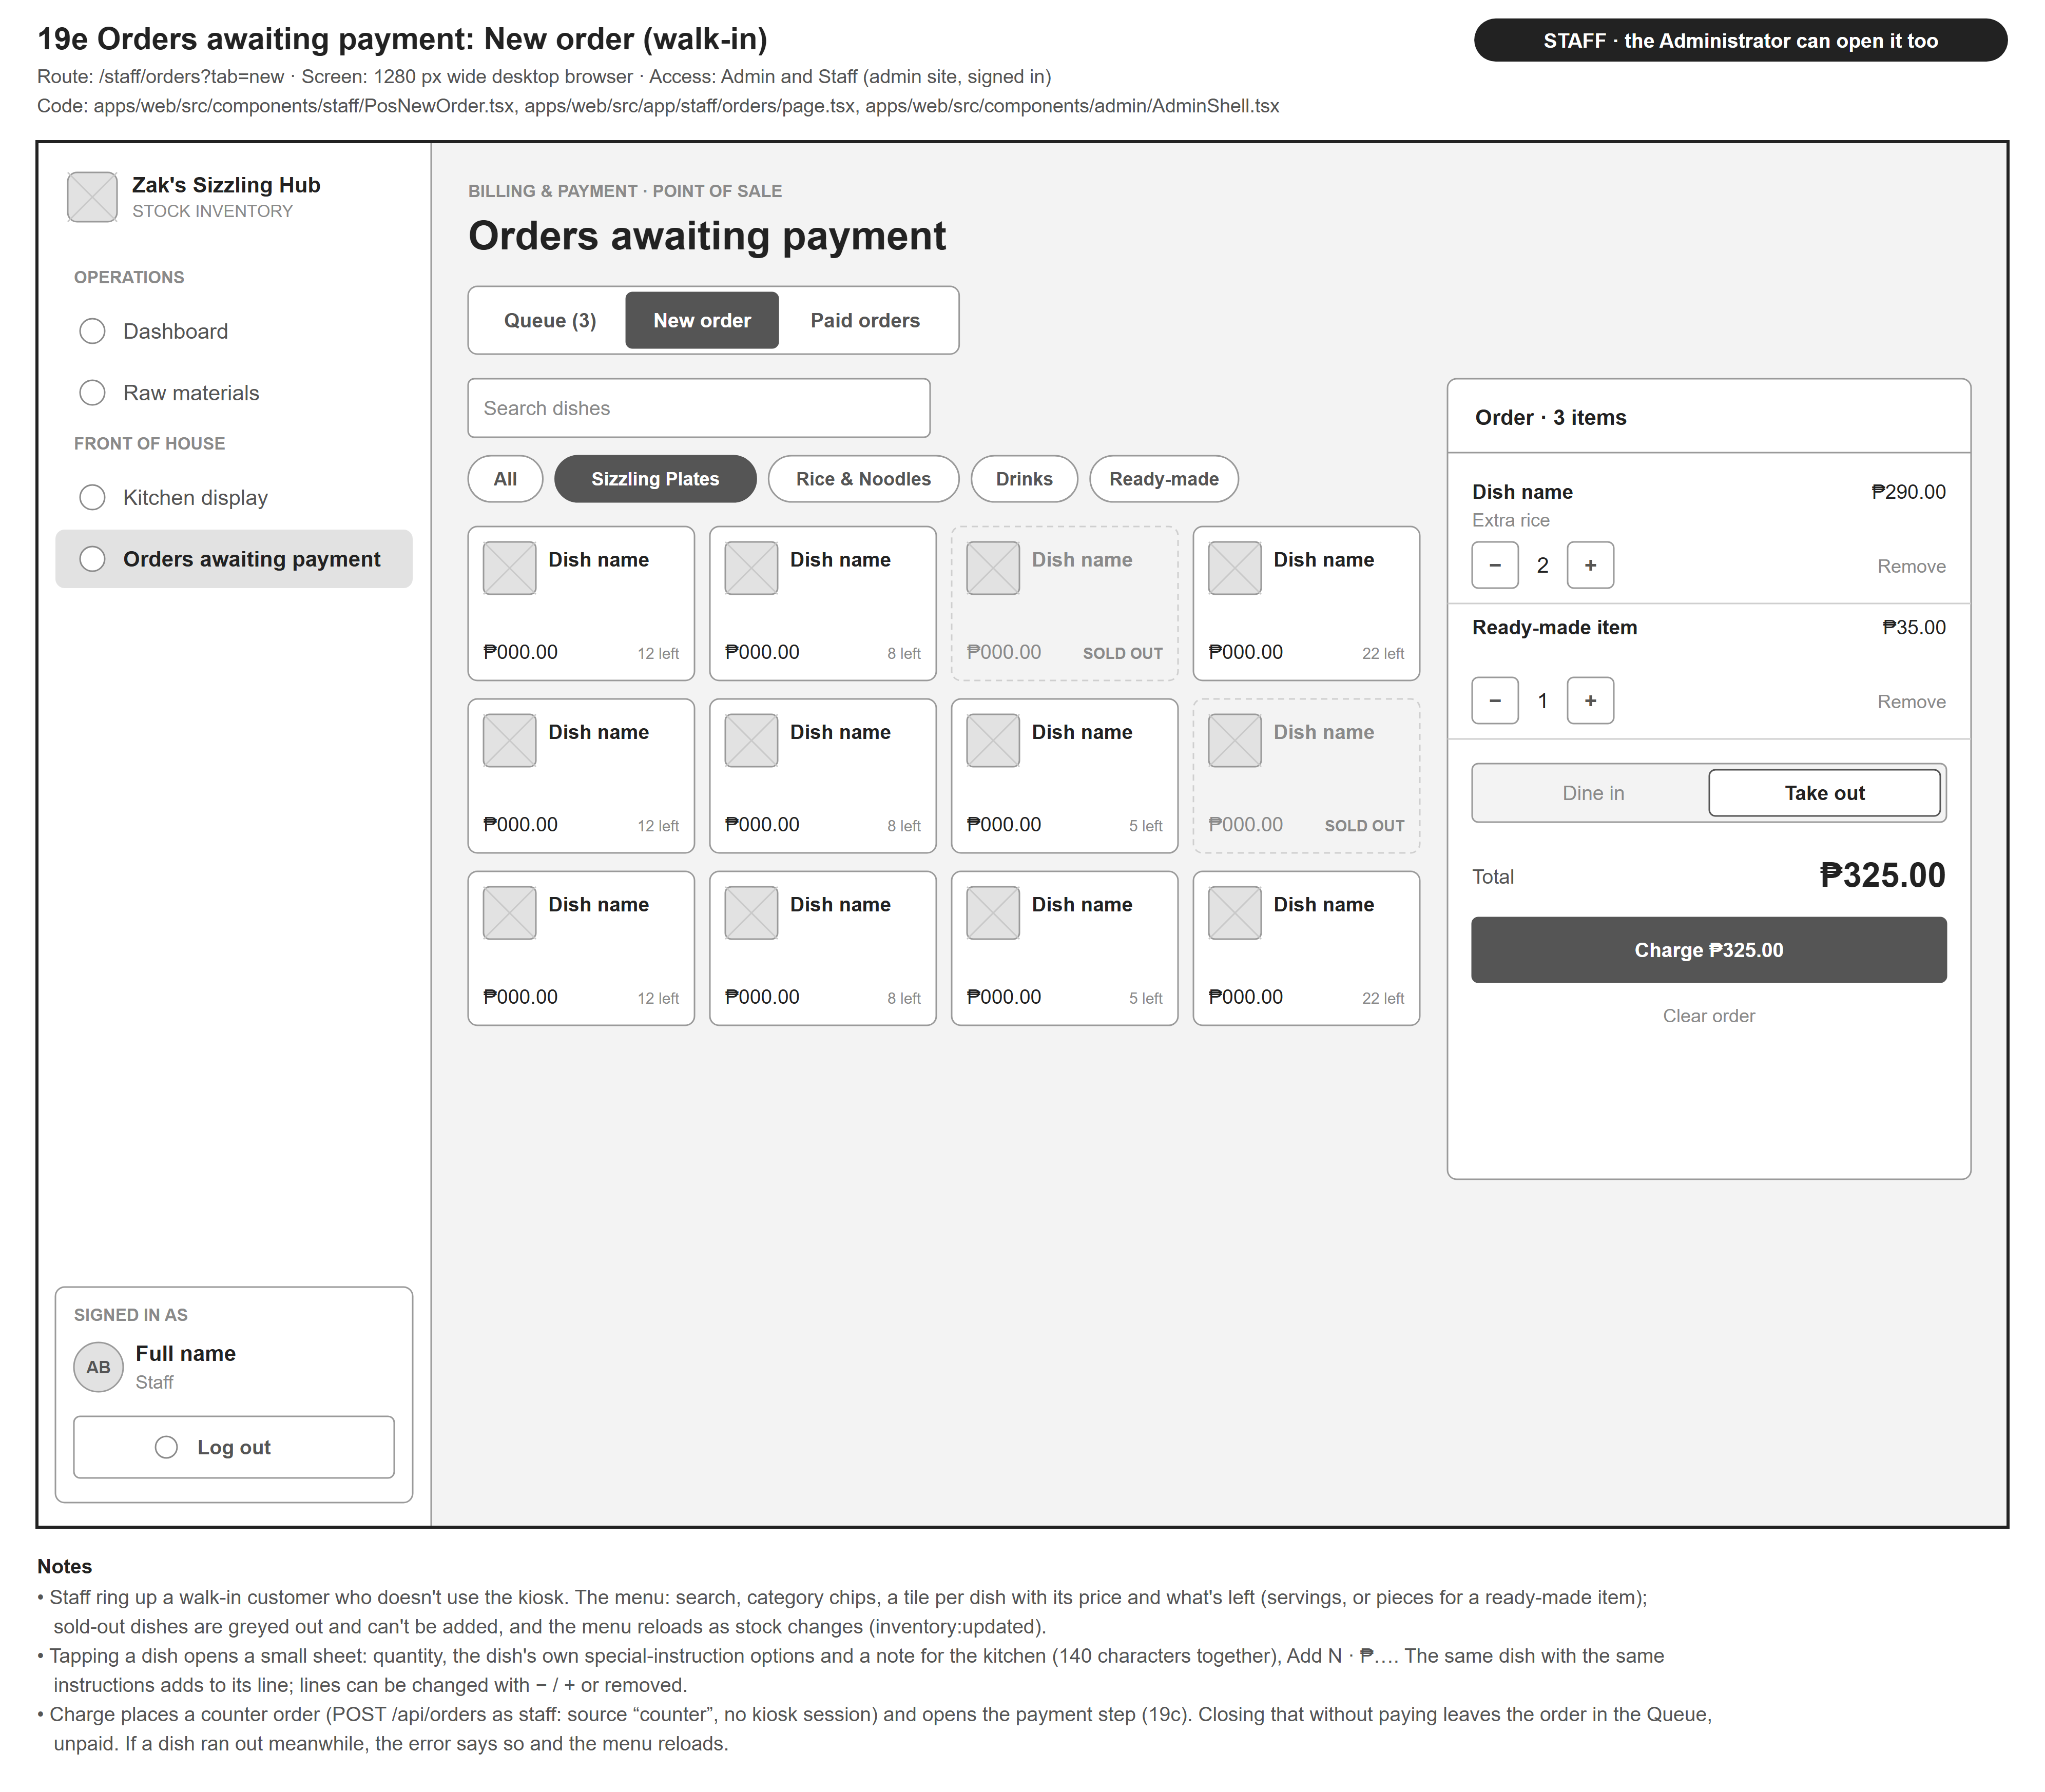 19e Orders awaiting payment: New order (walk-in)
STAFF · the Administrator can open it too
Route: /staff/orders?tab=new · Screen: 1280 px wide desktop browser · Access: Admin and Staff (admin site, signed in)
Code: apps/web/src/components/staff/PosNewOrder.tsx, apps/web/src/app/staff/orders/page.tsx, apps/web/src/components/admin/AdminShell.tsx
Zak's Sizzling Hub
STOCK INVENTORY
OPERATIONS
Dashboard
Raw materials
FRONT OF HOUSE
Kitchen display
Orders awaiting payment
SIGNED IN AS
AB
Full name
Staff
Log out
BILLING & PAYMENT · POINT OF SALE
Orders awaiting payment
Queue (3) New order Paid orders
Search dishes
All Sizzling Plates Rice & Noodles Drinks Ready-made
Dish name Dish name Dish name Dish name
₱000.00 12 left ₱000.00 8 left ₱000.00 SOLD OUT ₱000.00 22 left
Dish name Dish name Dish name Dish name
₱000.00 12 left ₱000.00 8 left ₱000.00 5 left ₱000.00 SOLD OUT
Dish name Dish name Dish name Dish name
₱000.00 12 left ₱000.00 8 left ₱000.00 5 left ₱000.00 22 left
Order · 3 items
Dish name ₱290.00
Extra rice
− 2 + Remove
Ready-made item ₱35.00
− 1 + Remove
Dine in Take out
Total ₱325.00
Charge ₱325.00
Clear order
Notes
• Staff ring up a walk-in customer who doesn't use the kiosk. The menu: search, category chips, a tile per dish with its price and what's left (servings, or pieces for a ready-made item);
sold-out dishes are greyed out and can't be added, and the menu reloads as stock changes (inventory:updated).
• Tapping a dish opens a small sheet: quantity, the dish's own special-instruction options and a note for the kitchen (140 characters together), Add N · ₱…. The same dish with the same
instructions adds to its line; lines can be changed with − / + or removed.
• Charge places a counter order (POST /api/orders as staff: source “counter”, no kiosk session) and opens the payment step (19c). Closing that without paying leaves the order in the Queue,
unpaid. If a dish ran out meanwhile, the error says so and the menu reloads.